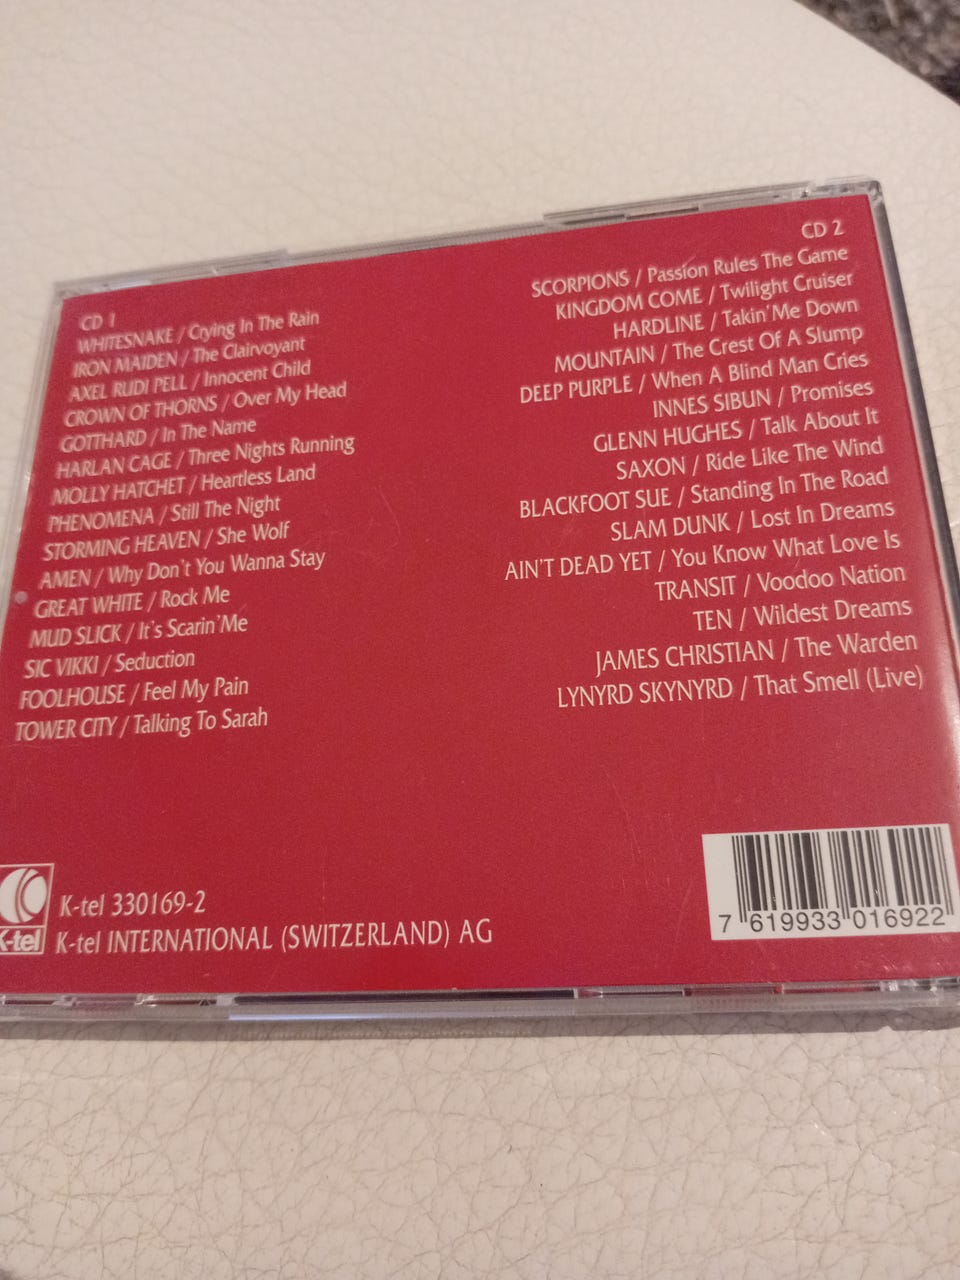 CD 1
WHITESNAKE / Crying In The Rain
IRON MAIDEN / The Clairvoyant
AXEL RUDI PELL / Innocent Child
CROWN OF THORNS / Over My Head
GOTTHARD / In The Name
HARLAN CAGE / Three Nights Running
MOLLY HATCHET / Heartless Land
PHENOMENA / Still The Night
STORMING HEAVEN / She Wolf
AMEN / Why Don't You Wanna Stay
GREAT WHITE / Rock Me
MUD SLICK / It's Scarin'Me
SIC VIKKI / Seduction
FOOLHOUSE / Feel My Pain
TOWER CITY / Talking To Sarah
CD 2
SCORPIONS / Passion Rules The Game
KINGDOM COME / Twilight Cruiser
HARDLINE / Takin'Me Down
MOUNTAIN / The Crest Of A Slump
DEEP PURPLE / When A Blind Man Cries
INNES SIBUN / Promises
GLENN HUGHES / Talk About It
SAXON / Ride Like The Wind
BLACKFOOT SUE / Standing In The Road
SLAM DUNK / Lost In Dreams
AIN'T DEAD YET / You Know What Love Is
TRANSIT / Voodoo Nation
TEN / Wildest Dreams
JAMES CHRISTIAN / The Warden
LYNYRD SKYNYRD / That Smell (Live)
K-tel
K-tel 330169-2
K-tel INTERNATIONAL (SWITZERLAND) AG
7 619933 016922